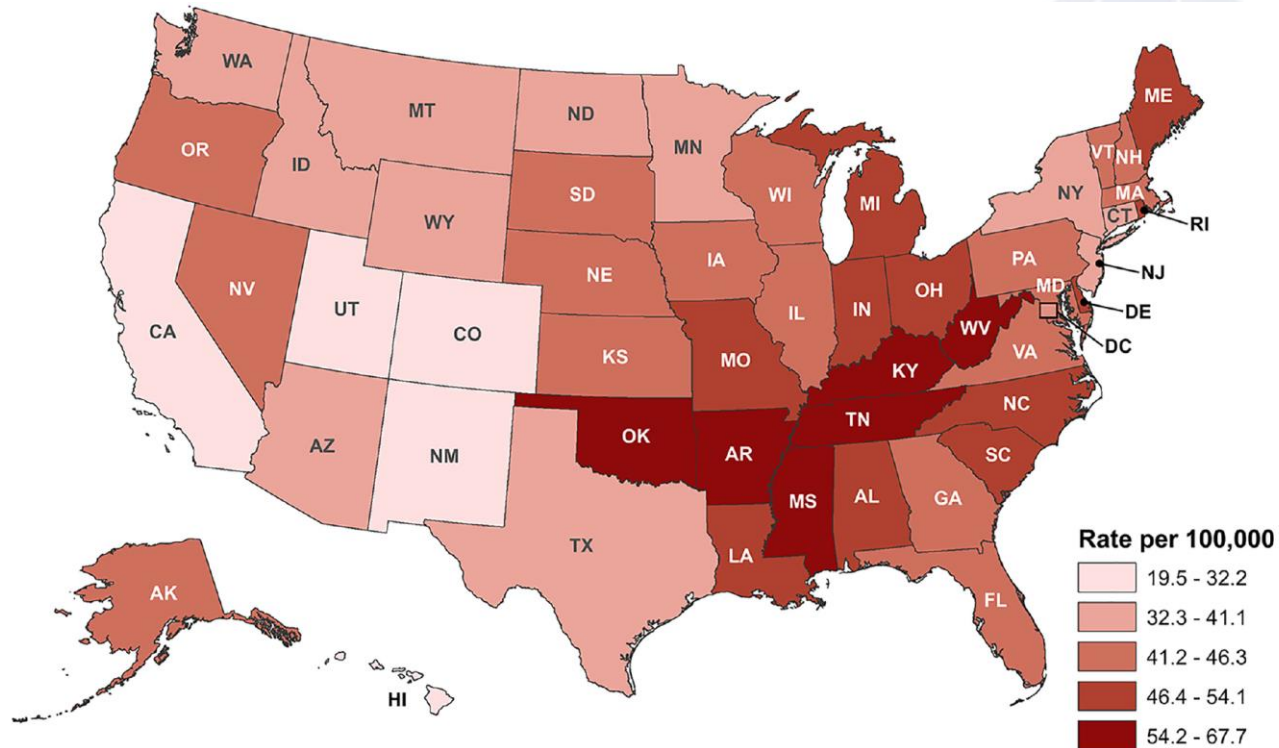 WA
ME
MT
ND
VT
NH
OR
MN
ID
SD
WI
NY
MA
MI
CT
WY
RI
IA
PA
NE
NJ
MD
OH
NV
IL
IN
DE
UT
CO
WV
CA
DC
KS
VA
MO
KY
NC
TN
OK
AZ
AR
SC
NM
MS
AL
GA
TX
LA
Rate per 100,000
19.5 - 32.2
AK
FL
32.3 - 41.1
41.2 - 46.3
HI
46.4 - 54.1
54.2 - 67.7